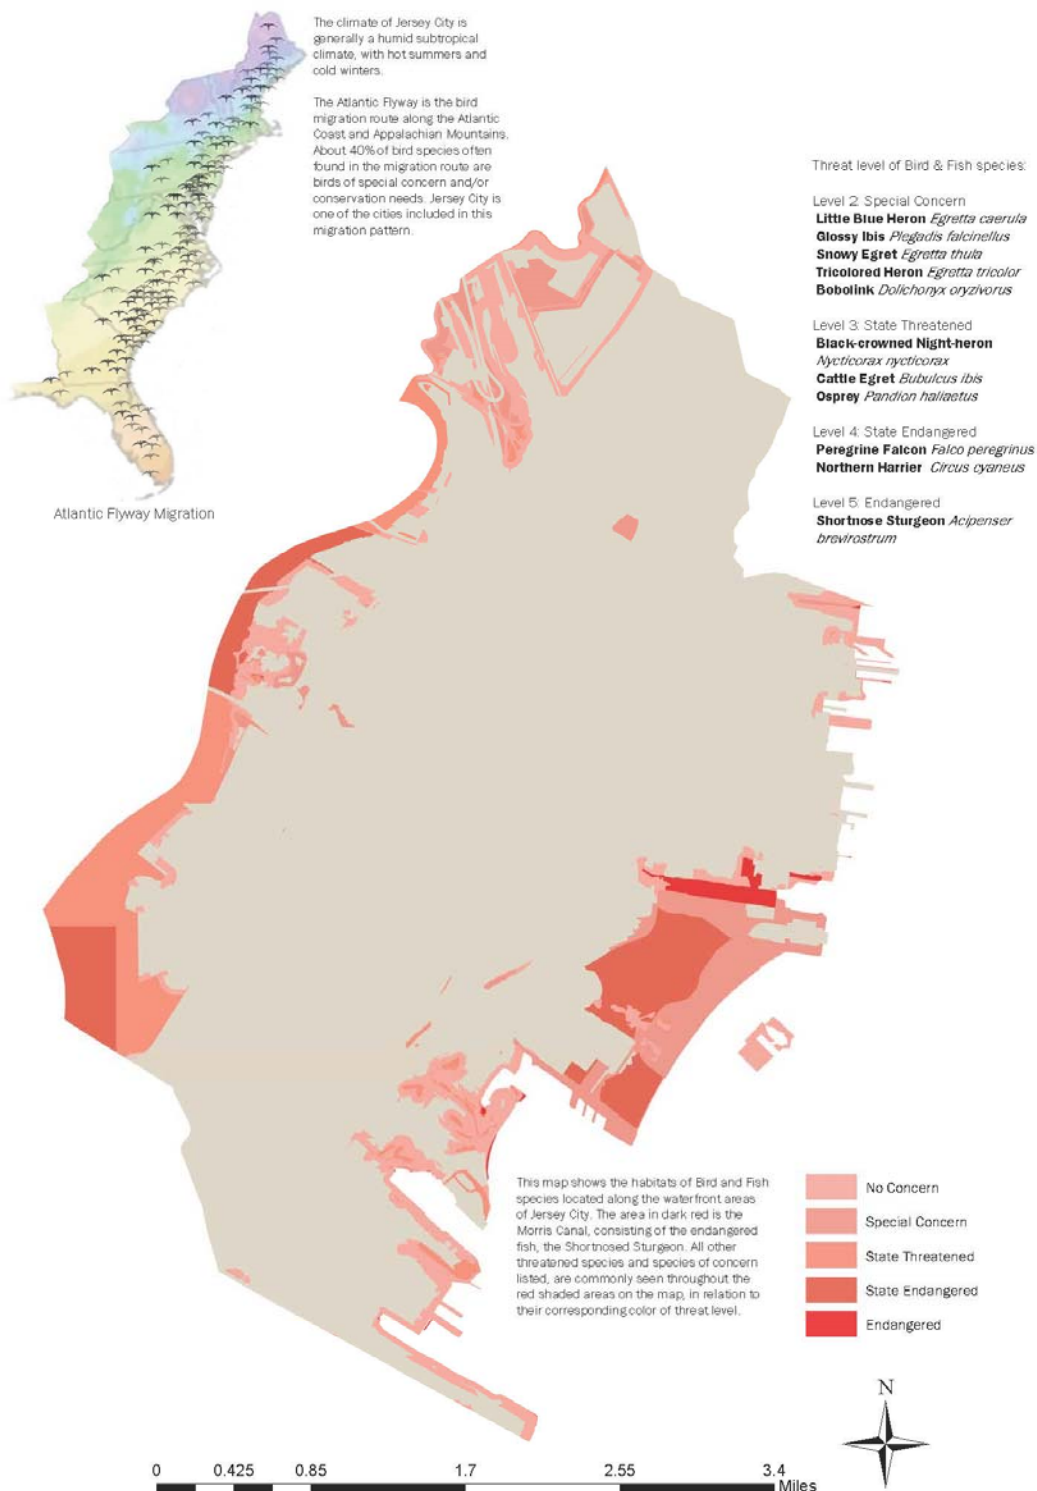 The climate of Jersey City is
generally a humid subtropical
climate, with hot summers and
cold winters.
The Atlantic Flyway is the bird
migration route along the Atlantic
Coast and Appalachian Mountains.
About 40% of bird species often
found in the migration route are
birds of special concern and/or
conservation needs. Jersey City is
one of the cities included in this
migration pattern.
Atlantic Flyway Migration
Threat level of Bird & Fish species:
Level 2: Special Concern
Little Blue Heron Egretta caerula
Glossy Ibis Plegadis falcinellus
Snowy Egret Egretta thula
Tricolored Heron Egretta tricolor
Bobolink Dolichonyx oryzivorus
Level 3: State Threatened
Black-crowned Night-heron
Nycticorax nycticorax
Cattle Egret Bubulcus ibis
Osprey Pandion haliaetus
Level 4: State Endangered
Peregrine Falcon Falco peregrinus
Northern Harrier Circus cyaneus
Level 5: Endangered
Shortnose Sturgeon Acipenser
brevirostrum
This map shows the habitats of Bird and Fish
species located along the waterfront areas
of Jersey City. The area in dark red is the
Morris Canal, consisting of the endangered
fish, the Shortnosed Sturgeon. All other
threatened species and species of concern
listed, are commonly seen throughout the
red shaded areas on the map, in relation to
their corresponding color of threat level.
No Concern
Special Concern
State Threatened
State Endangered
Endangered
N
0 0.425 0.85 1.7 2.55 3.4
Miles